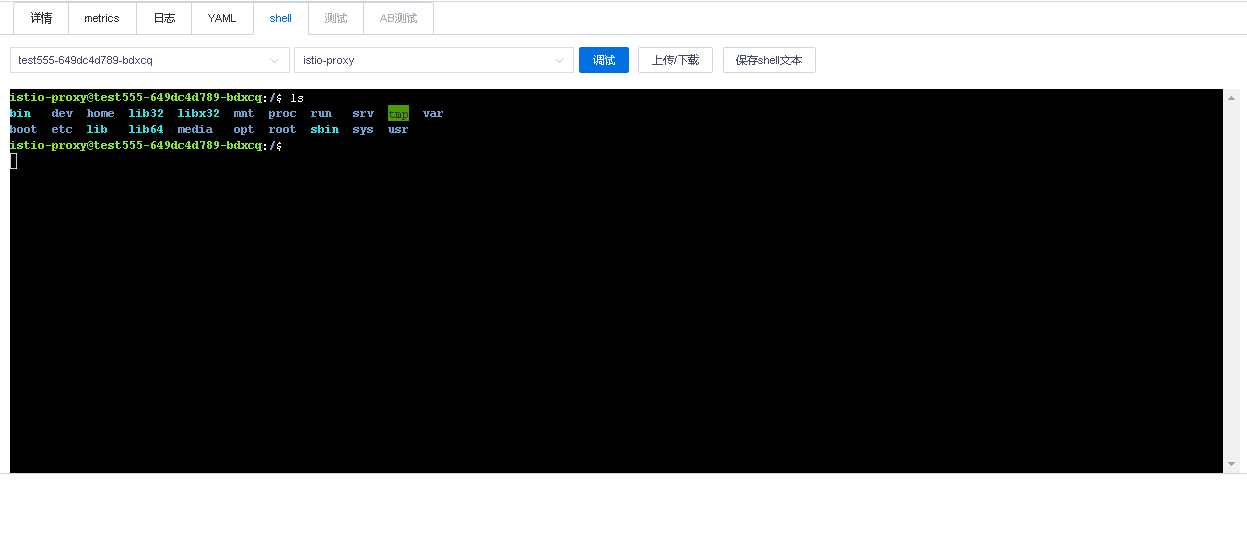 详情 metrics 日志 YAML shell 测试 AB测试
test555-649dc4d789-bdxcq istio-proxy 调试 上传/下载 保存shell文本
istio-proxy@test555-649dc4d789-bdxcq:/$ ls
bin dev home lib32 libx32 mnt proc run srv tmp var
boot etc lib lib64 media opt root sbin sys usr
istio-proxy@test555-649dc4d789-bdxcq:/$